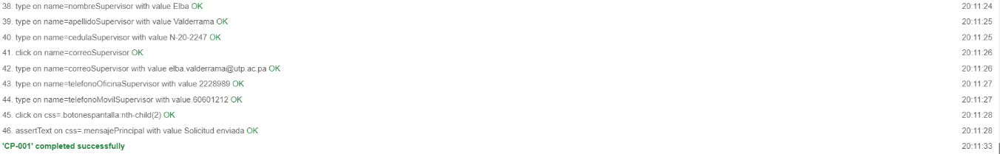 38. type on name=nombreSupervisor with value Elba OK 20:11:24
39. type on name=apellidoSupervisor with value Valderrama OK 20:11:25
40. type on name=cedulaSupervisor with value N-20-2247 OK 20:11:25
41. click on name=correoSupervisor OK 20:11:26
42. type on name=correoSupervisor with value elba.valderrama@utp.ac.pa OK 20:11:26
43. type on name=telefonoOficinaSupervisor with value 2228989 OK 20:11:27
44. type on name=telefonoMovilSupervisor with value 60601212 OK 20:11:27
45. click on css=.botonespantalla:nth-child(2) OK 20:11:28
46. assertText on css=.mensajePrincipal with value Solicitud enviada OK 20:11:28
'CP-001' completed successfully 20:11:33